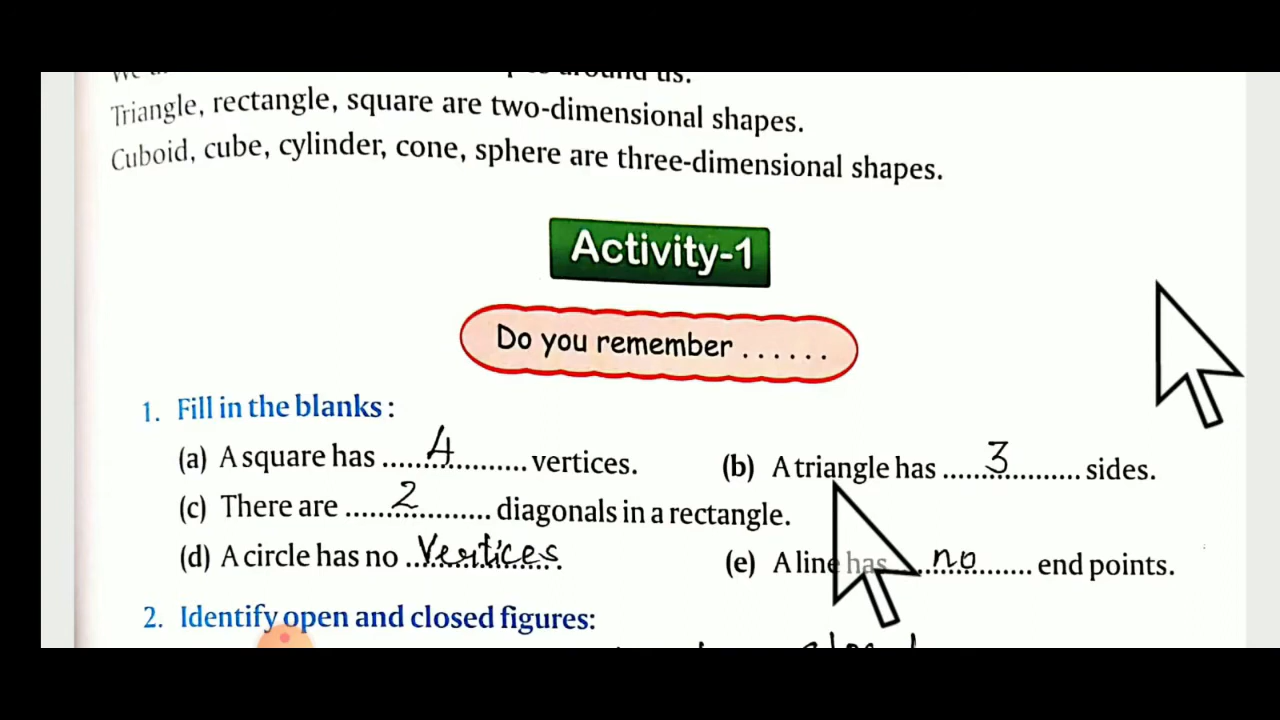 around us.
Triangle, rectangle, square are two-dimensional shapes.
Cuboid, cube, cylinder, cone, sphere are three-dimensional shapes.
Activity-1
Do you remember ......
1. Fill in the blanks :
(a) A square has ......4......... vertices. (b) A triangle has ......3......... sides.
(c) There are ......2......... diagonals in a rectangle.
(d) A circle has no ...Vertices... . (e) A line has ...no......... end points.
2. Identify open and closed figures: